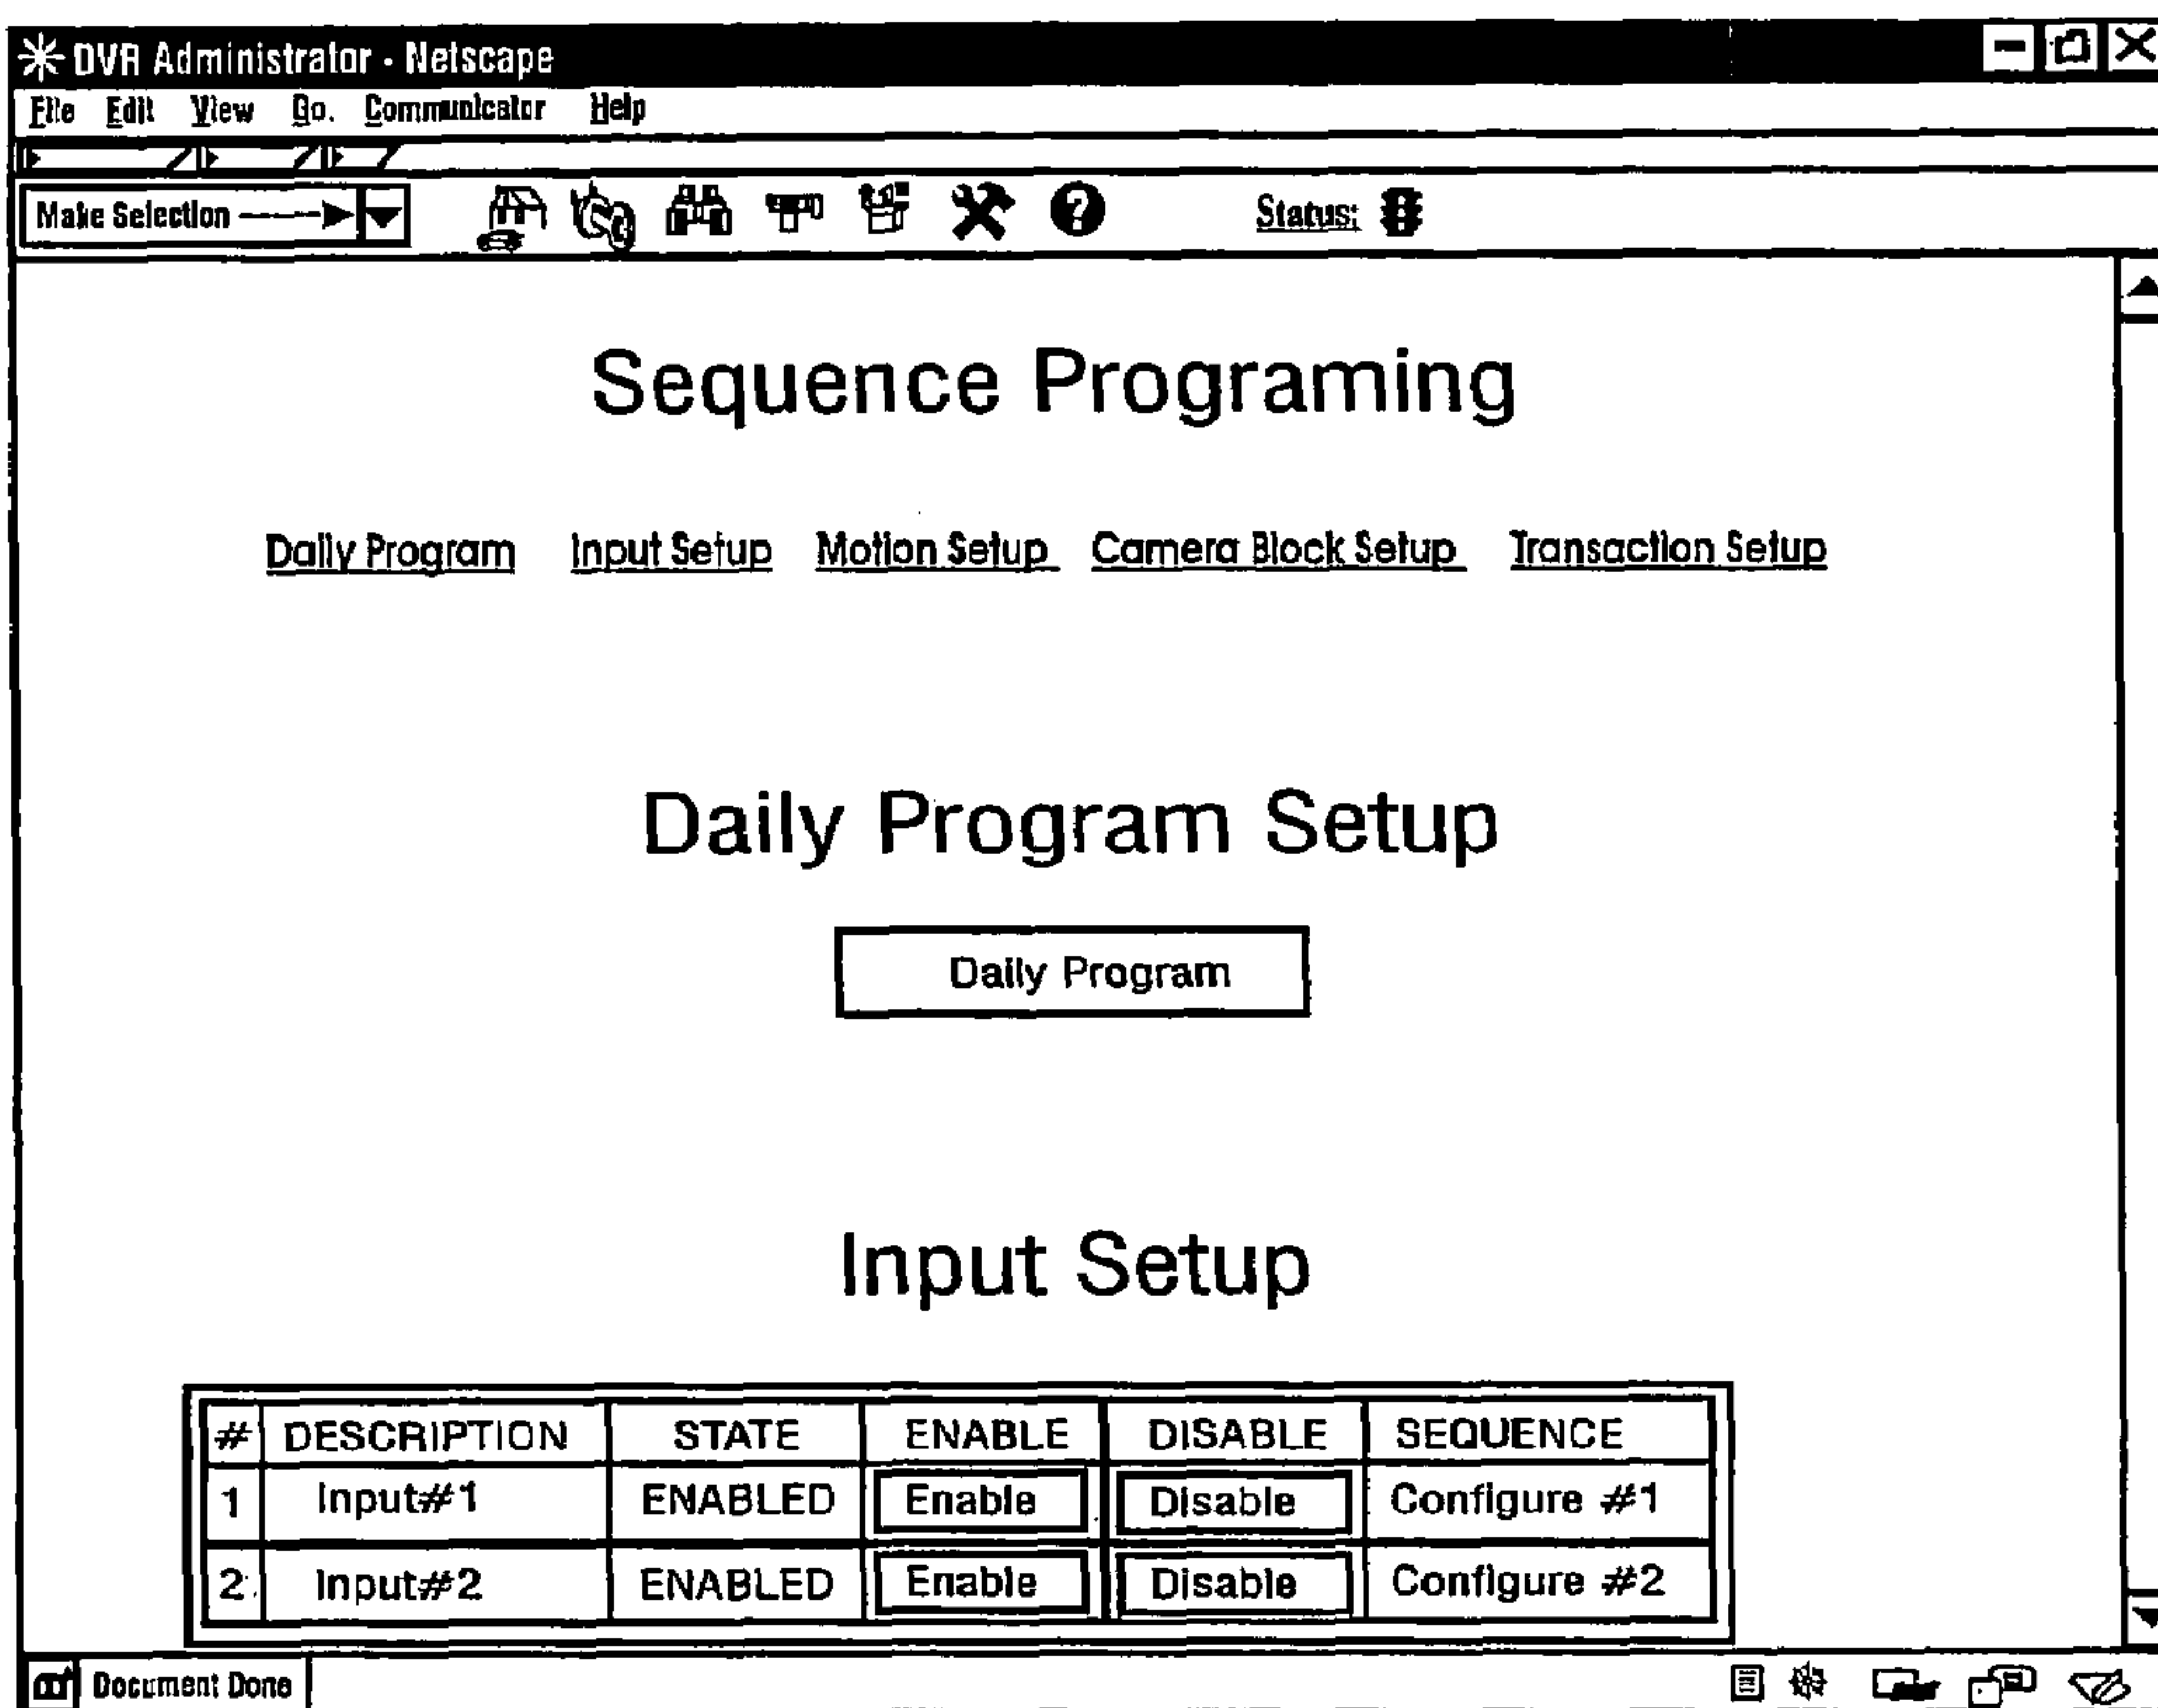 DVR Administrator - Netscape
File Edit View Go. Communicator Help
Make Selection Status:
Sequence Programing
Daily Program Input Setup Motion Setup Camera Block Setup Transaction Setup
Daily Program Setup
Daily Program
Input Setup
# DESCRIPTION STATE ENABLE DISABLE SEQUENCE
1 Input#1 ENABLED Enable Disable Configure #1
2 Input#2 ENABLED Enable Disable Configure #2
Document Done